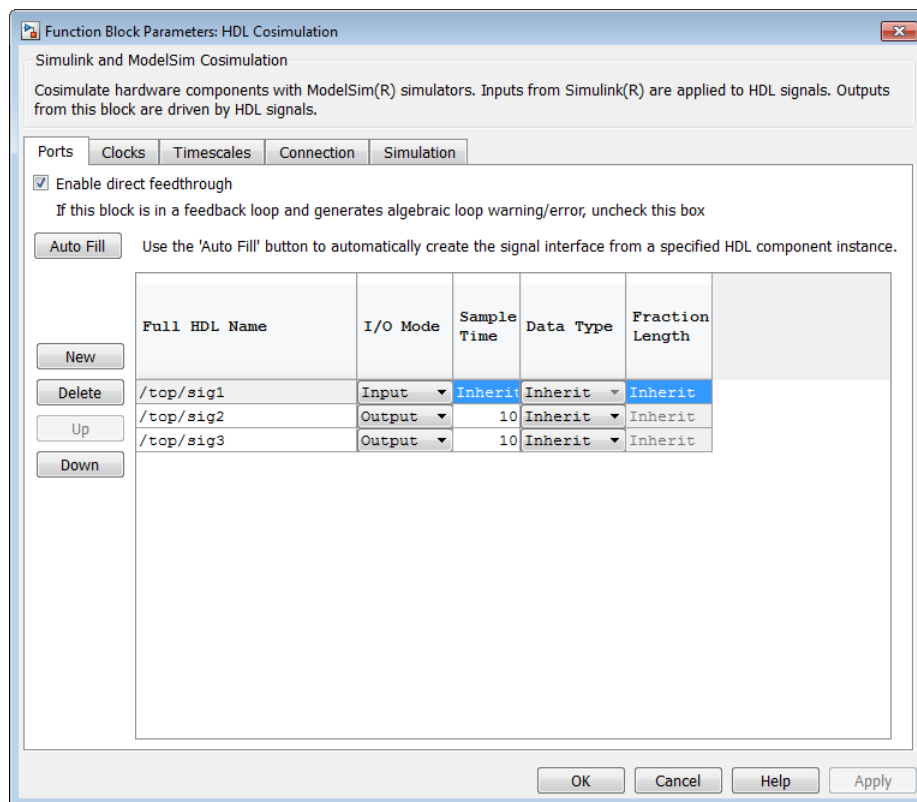 Function Block Parameters: HDL Cosimulation
Simulink and ModelSim Cosimulation
Cosimulate hardware components with ModelSim(R) simulators. Inputs from Simulink(R) are applied to HDL signals. Outputs
from this block are driven by HDL signals.
Ports Clocks Timescales Connection Simulation
Enable direct feedthrough
If this block is in a feedback loop and generates algebraic loop warning/error, uncheck this box
Auto Fill Use the 'Auto Fill' button to automatically create the signal interface from a specified HDL component instance.
Full HDL Name I/O Mode Sample Time Data Type Fraction Length
New
Delete /top/sig1 Input Inherit Inherit Inherit
/top/sig2 Output 10 Inherit Inherit
Up
/top/sig3 Output 10 Inherit Inherit
Down
OK Cancel Help Apply